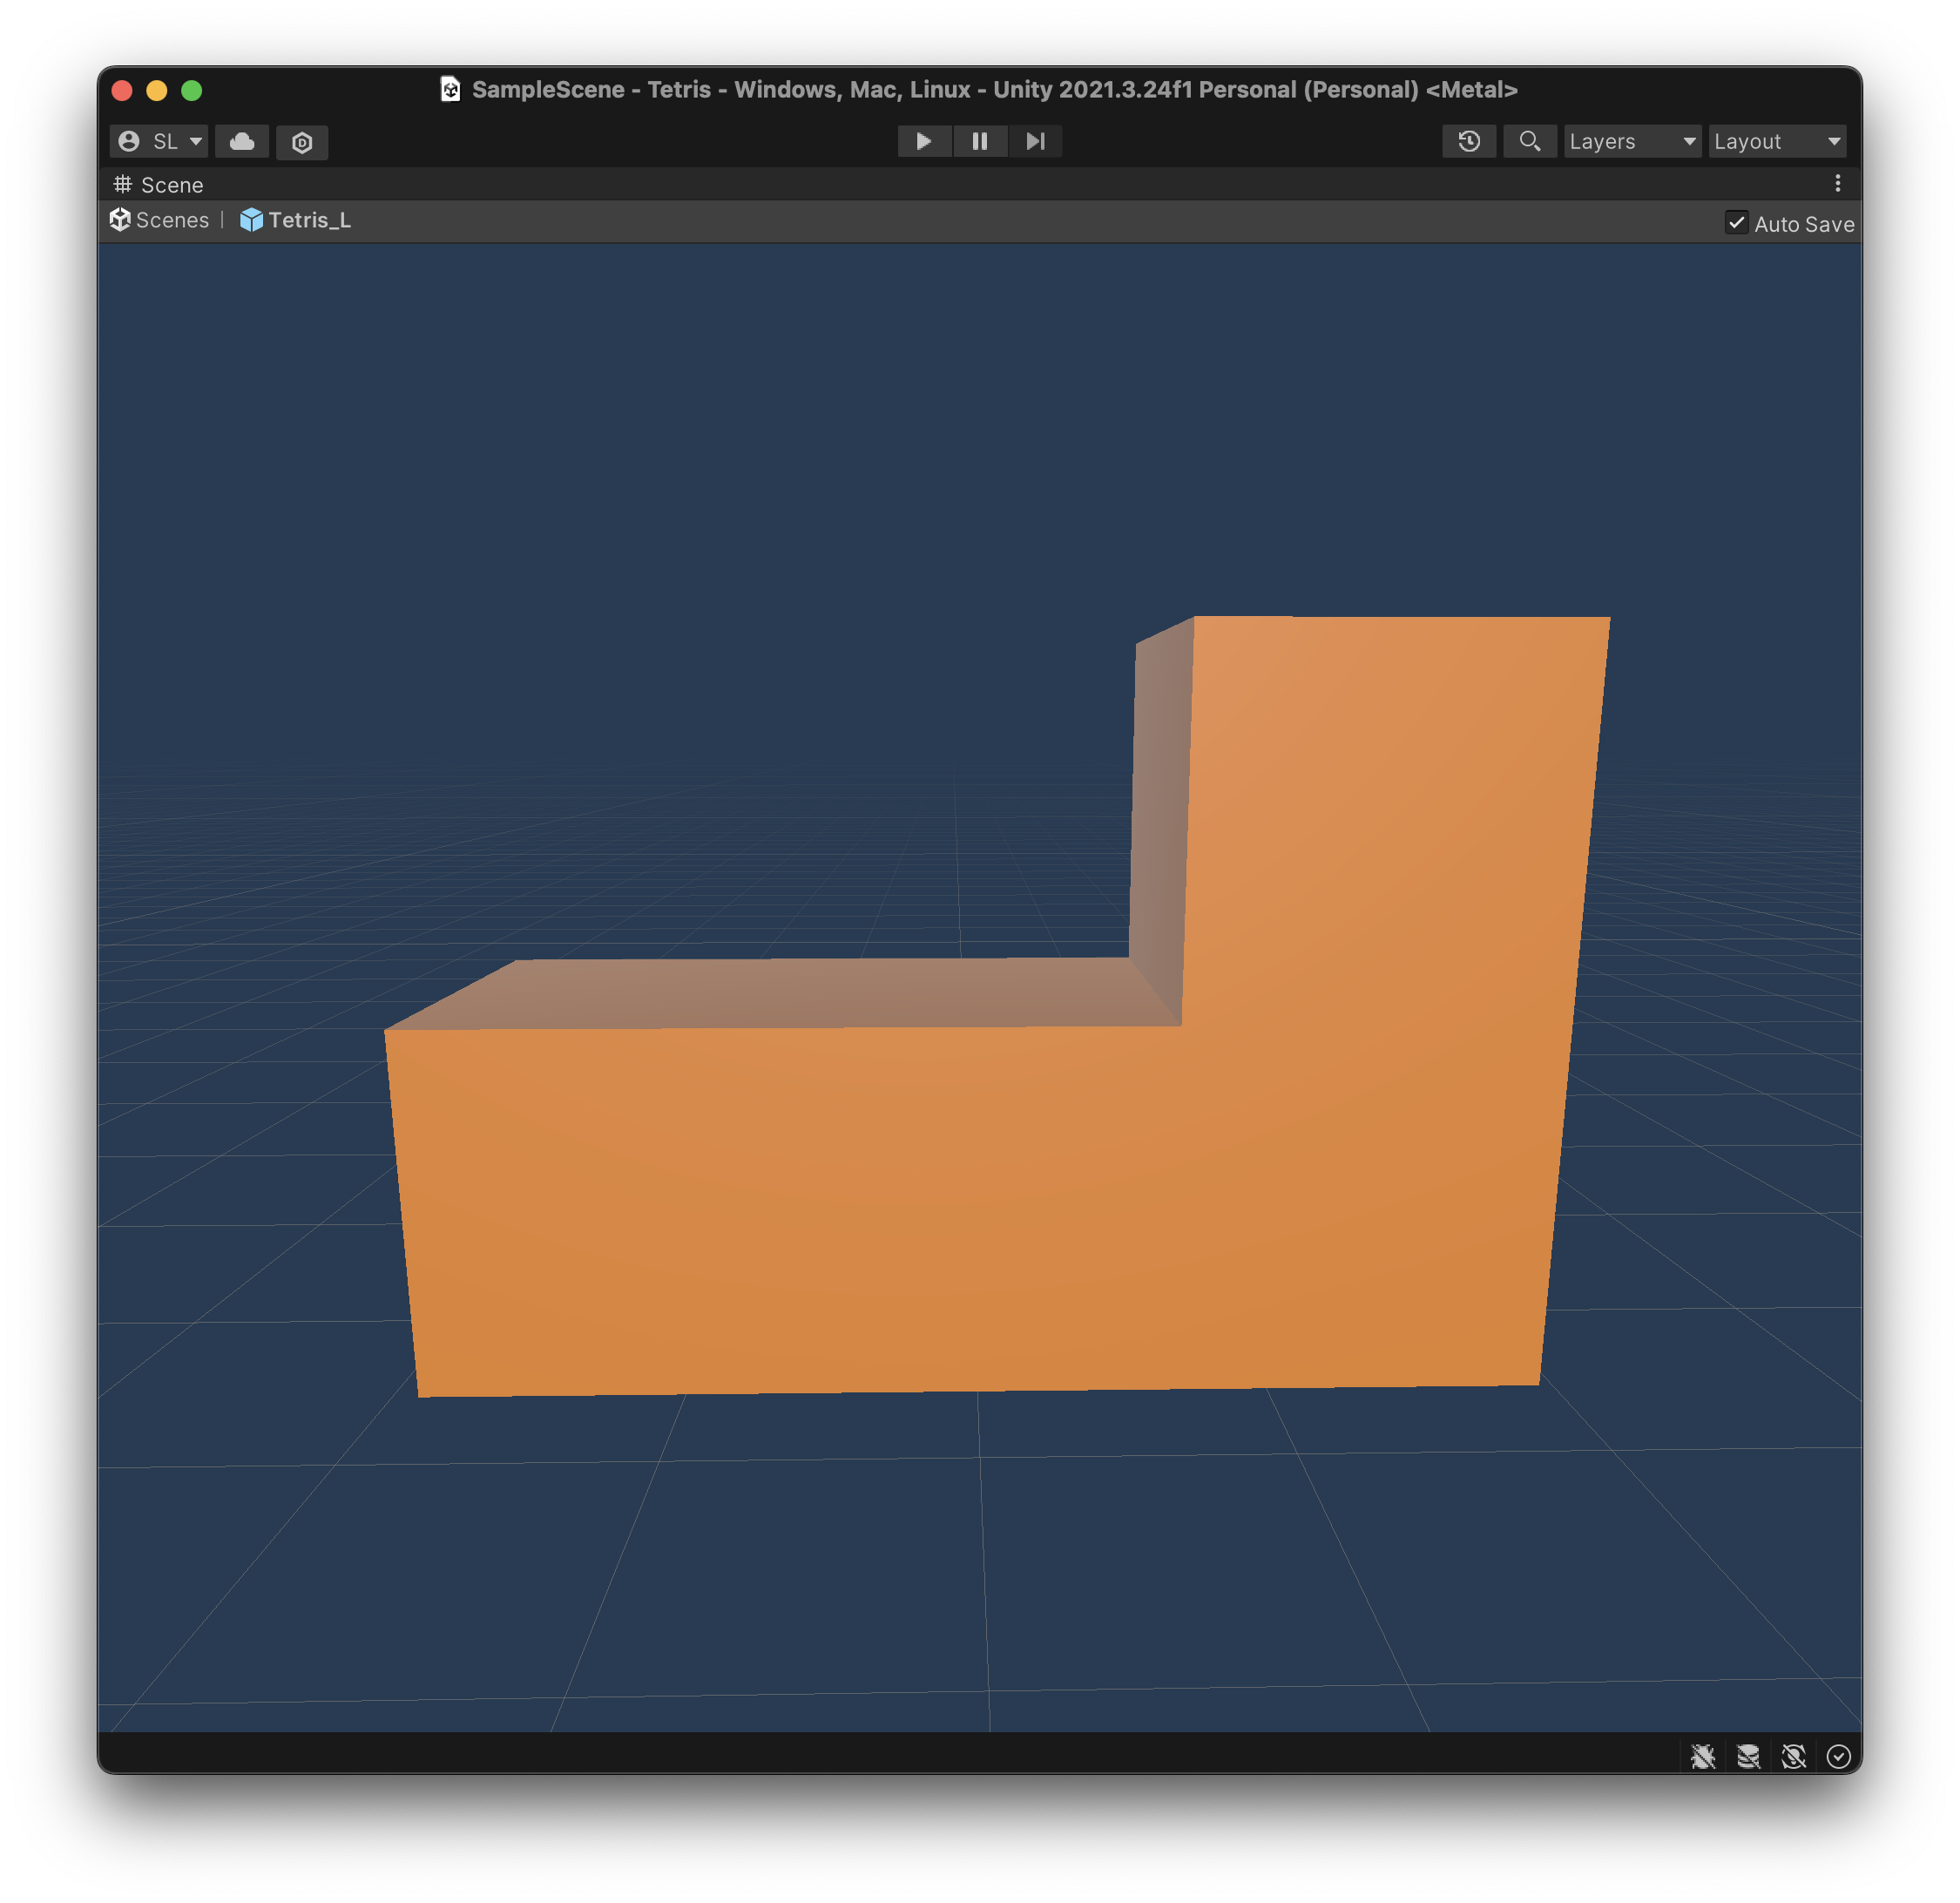 SampleScene - Tetris - Windows, Mac, Linux - Unity 2021.3.24f1 Personal (Personal) <Metal>
SL Layers Layout
Scene
Scenes | Tetris_L Auto Save